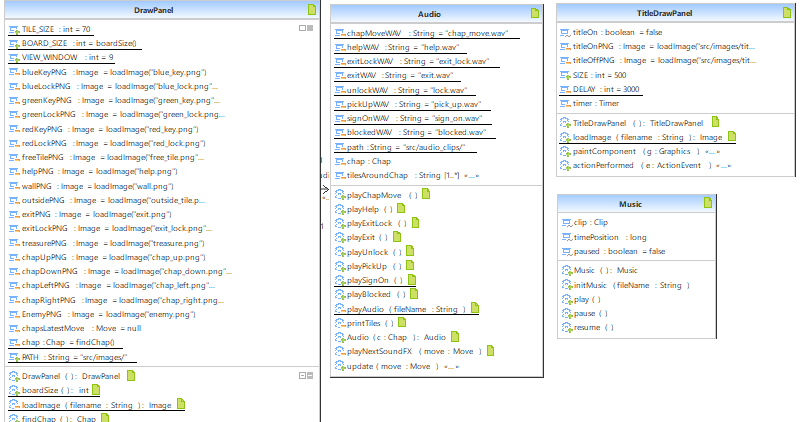 DrawPanel
TILE_SIZE : int = 70
BOARD_SIZE : int = boardSize()
VIEW_WINDOW : int = 9
blueKeyPNG : Image = loadImage("blue_key.png")
blueLockPNG : Image = loadImage("blue_lock.png"...
greenKeyPNG : Image = loadImage("green_key.png")
greenLockPNG : Image = loadImage("green_lock.png...
redKeyPNG : Image = loadImage("red_key.png")
redLockPNG : Image = loadImage("red_lock.png")
freeTilePNG : Image = loadImage("free_tile.png")
helpPNG : Image = loadImage("help.png")
wallPNG : Image = loadImage("wall.png")
outsidePNG : Image = loadImage("outside_tile.p...
exitPNG : Image = loadImage("exit.png")
exitLockPNG : Image = loadImage("exit_lock.png")
treasurePNG : Image = loadImage("treasure.png")
chapUpPNG : Image = loadImage("chap_up.png")
chapDownPNG : Image = loadImage("chap_down.png"...
chapLeftPNG : Image = loadImage("chap_left.png"...
chapRightPNG : Image = loadImage("chap_right.png...
EnemyPNG : Image = loadImage("enemy.png")
chapsLatestMove : Move = null
chap : Chap = findChap()
PATH : String = "src/images/"
DrawPanel ( ) : DrawPanel
boardSize ( ) : int
loadImage ( filename : String ) : Image
findChap ( ) : Chap
Audio
chapMoveWAV : String = "chap_move.wav"
helpWAV : String = "help.wav"
exitLockWAV : String = "exit_lock.wav"
exitWAV : String = "exit.wav"
unlockWAV : String = "lock.wav"
pickUpWAV : String = "pick_up.wav"
signOnWAV : String = "sign_on.wav"
blockedWAV : String = "blocked.wav"
path : String = "src/audio_clips/"
chap : Chap
tilesAroundChap : String [1..*] «...»
playChapMove ( )
playHelp ( )
playExitLock ( )
playExit ( )
playUnlock ( )
playPickUp ( )
playSignOn ( )
playBlocked ( )
playAudio ( fileName : String )
printTiles ( )
Audio ( c : Chap ) : Audio
playNextSoundFX ( move : Move )
update ( move : Move ) «...»
TitleDrawPanel
titleOn : boolean = false
titleOnPNG : Image = loadImage("src/images/tit...
titleOffPNG : Image = loadImage("src/images/tit...
SIZE : int = 500
DELAY : int = 3000
timer : Timer
TitleDrawPanel ( ) : TitleDrawPanel
loadImage ( filename : String ) : Image
paintComponent ( g : Graphics ) «...»
actionPerformed ( e : ActionEvent ) «...»
Music
clip : Clip
timePosition : long
paused : boolean = false
Music ( ) : Music
initMusic ( fileName : String )
play ( )
pause ( )
resume ( )